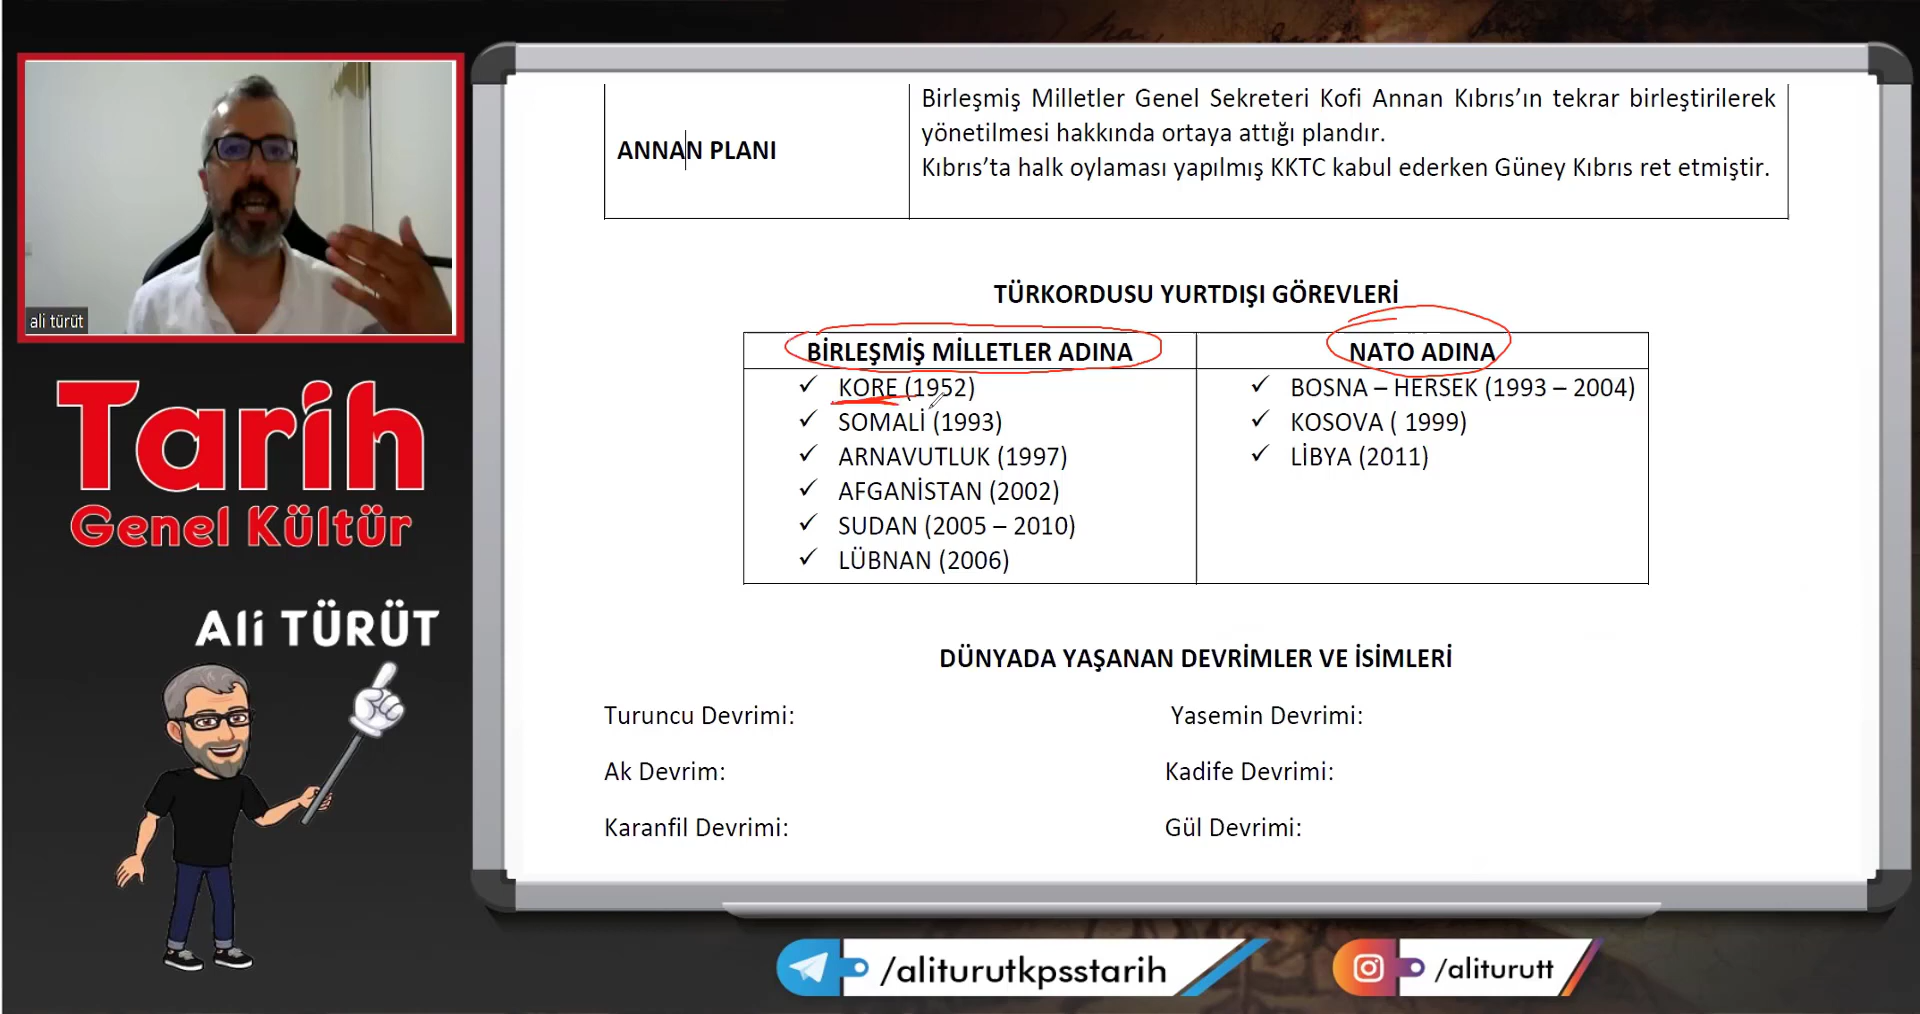 ali türüt
Tarih
Genel Kültür
Ali TÜRÜT
ANNAN PLANI
Birleşmiş Milletler Genel Sekreteri Kofi Annan Kıbrıs’ın tekrar birleştirilerek
yönetilmesi hakkında ortaya attığı plandır.
Kıbrıs’ta halk oylaması yapılmış KKTC kabul ederken Güney Kıbrıs ret etmiştir.
TÜRKORDUSU YURTDIŞI GÖREVLERİ
BİRLEŞMİŞ MİLLETLER ADINA
✓ KORE (1952)
✓ SOMALİ (1993)
✓ ARNAVUTLUK (1997)
✓ AFGANİSTAN (2002)
✓ SUDAN (2005 – 2010)
✓ LÜBNAN (2006)
NATO ADINA
✓ BOSNA – HERSEK (1993 – 2004)
✓ KOSOVA ( 1999)
✓ LİBYA (2011)
DÜNYADA YAŞANAN DEVRİMLER VE İSİMLERİ
Turuncu Devrimi:
Yasemin Devrimi:
Ak Devrim:
Kadife Devrimi:
Karanfil Devrimi:
Gül Devrimi:
/aliturutkpsstarih
/aliturutt